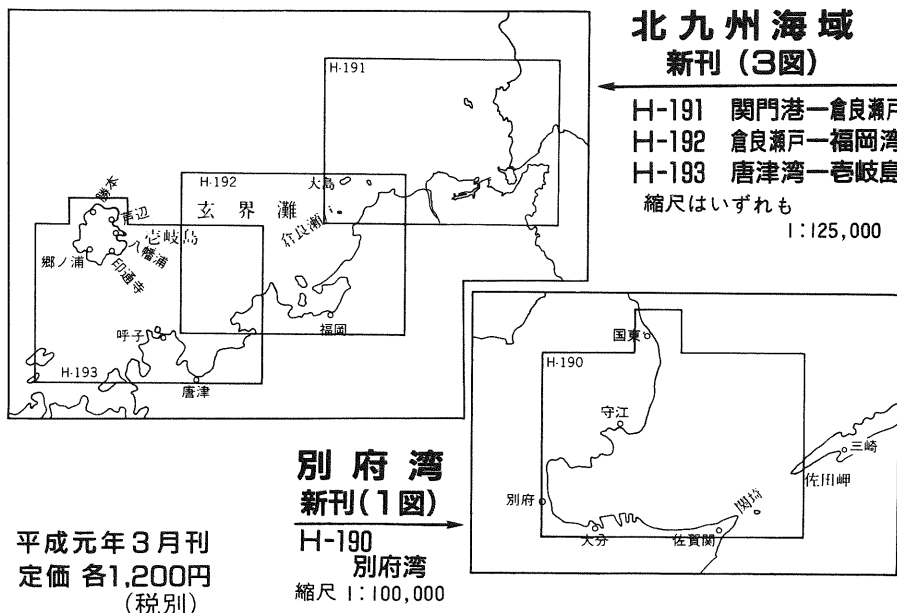 北九州海域
新刊（3図）
H-191 関門港―倉良瀬戸
H-192 倉良瀬戸―福岡湾
H-193 唐津湾―壱岐島
縮尺はいずれも
1:125,000
H-191
H-192
大島
玄界灘
倉良瀬
勝本
芦辺
壱岐島
八幡浦
郷ノ浦
印通寺
呼子
福岡
H-193
唐津
国東
H-190
守江
三崎
佐田岬
別府
関埼
大分
佐賀関
別府湾
新刊（1図）
H-190
別府湾
縮尺 1:100,000
平成元年3月刊
定価 各1,200円
（税別）